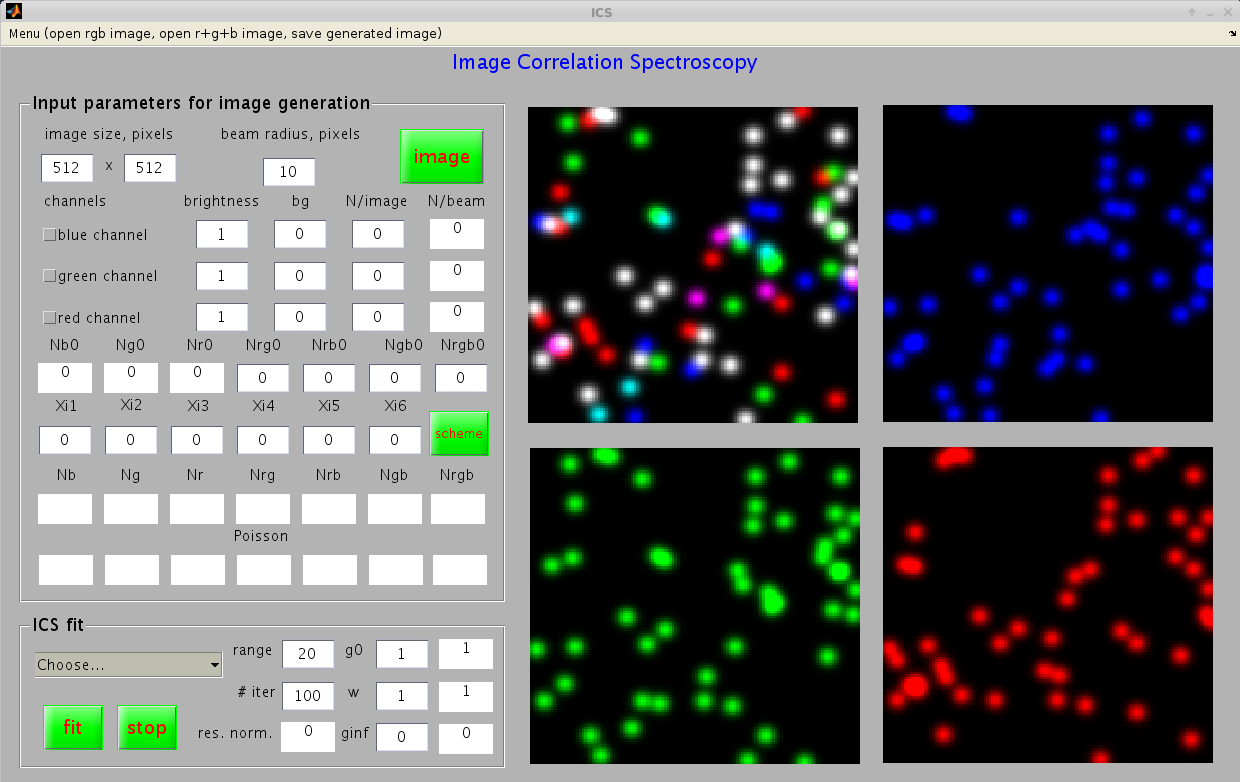 ICS
Menu (open rgb image, open r+g+b image, save generated image)
Image Correlation Spectroscopy
Input parameters for image generation
image size, pixels beam radius, pixels
512 x 512 10 image
channels brightness bg N/image N/beam
blue channel 1 0 0 0
green channel 1 0 0 0
red channel 1 0 0 0
Nb0 Ng0 Nr0 Nrg0 Nrb0 Ngb0 Nrgb0
0 0 0 0 0 0 0
Xi1 Xi2 Xi3 Xi4 Xi5 Xi6
0 0 0 0 0 0 scheme
Nb Ng Nr Nrg Nrb Ngb Nrgb
Poisson
ICS fit
Choose... range 20 g0 1 1
# iter 100 w 1 1
fit stop res. norm. 0 ginf 0 0